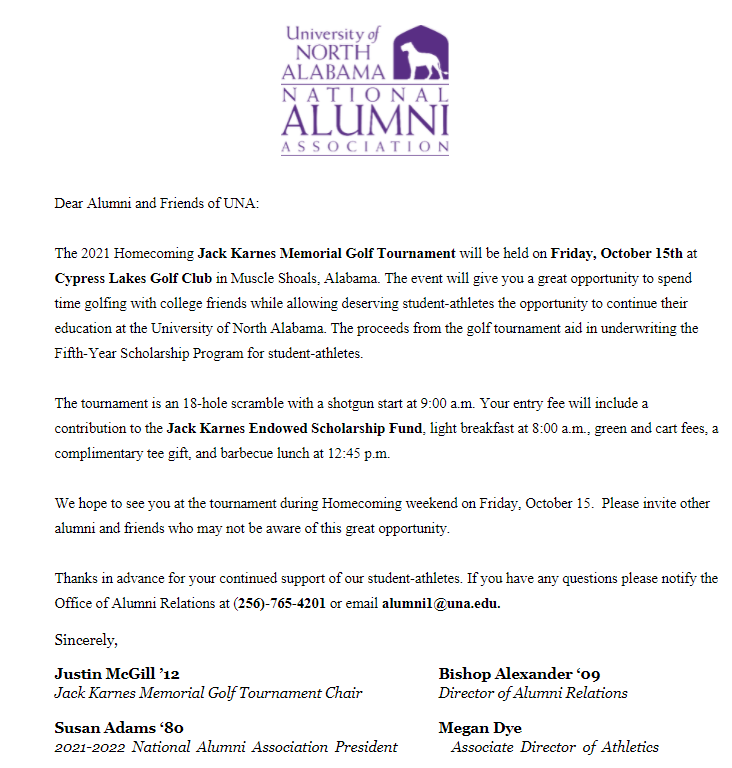 University of
NORTH
ALABAMA
NATIONAL
ALUMNI
ASSOCIATION
Dear Alumni and Friends of UNA:
The 2021 Homecoming Jack Karnes Memorial Golf Tournament will be held on Friday, October 15th at
Cypress Lakes Golf Club in Muscle Shoals, Alabama. The event will give you a great opportunity to spend
time golfing with college friends while allowing deserving student-athletes the opportunity to continue their
education at the University of North Alabama. The proceeds from the golf tournament aid in underwriting the
Fifth-Year Scholarship Program for student-athletes.
The tournament is an 18-hole scramble with a shotgun start at 9:00 a.m. Your entry fee will include a
contribution to the Jack Karnes Endowed Scholarship Fund, light breakfast at 8:00 a.m., green and cart fees, a
complimentary tee gift, and barbecue lunch at 12:45 p.m.
We hope to see you at the tournament during Homecoming weekend on Friday, October 15.  Please invite other
alumni and friends who may not be aware of this great opportunity.
Thanks in advance for your continued support of our student-athletes. If you have any questions please notify the
Office of Alumni Relations at (256)-765-4201 or email alumni1@una.edu.
Sincerely,
Justin McGill ’12
Jack Karnes Memorial Golf Tournament Chair
Bishop Alexander ‘09
Director of Alumni Relations
Susan Adams ‘80
2021-2022 National Alumni Association President
Megan Dye
Associate Director of Athletics